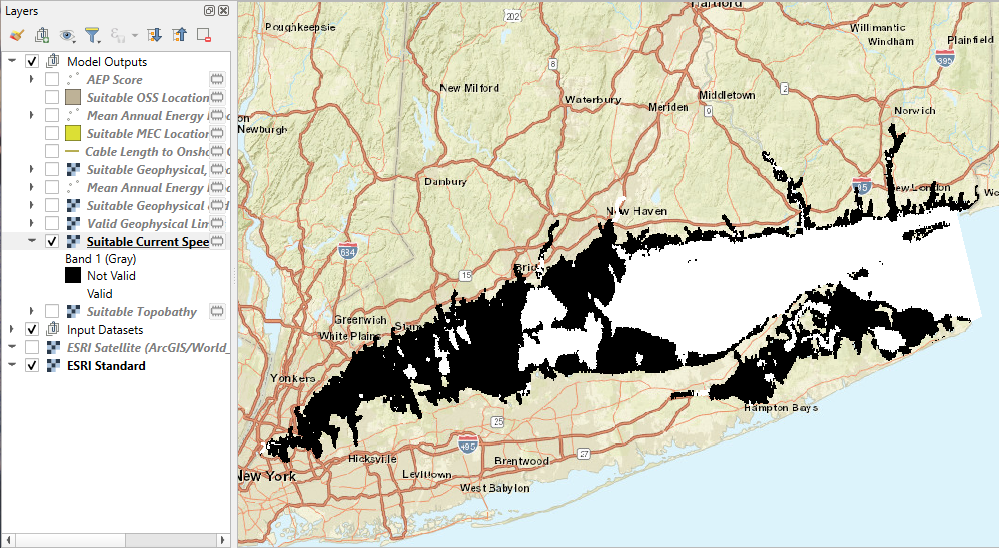 Layers
Model Outputs
AEP Score
Suitable OSS Location
Mean Annual Energy
Suitable MEC Location
Cable Length to Onsh
Suitable Geophysical,
Mean Annual Energy
Suitable Geophysical
Valid Geophysical Lim
Suitable Current Spee
Band 1 (Gray)
Not Valid
Valid
Suitable Topobathy
Input Datasets
ESRI Satellite (ArcGIS/World_
ESRI Standard
Poughkeepsie
202
Hartford
Willimantic
Windham
Plainfield
395
8
New Milford
Waterbury
Meriden
Middletown
2
9
Norwich
Newburgh
Danbury
95
New London
New Haven
684
15
Greenwich
White Plains
Yonkers
25
Hampton Bays
495
Hicksville
27
Brentwood
Levittown
West Babylon
New York